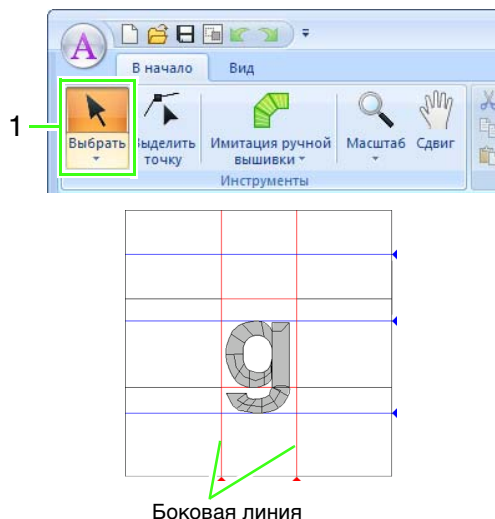 A
В начало Вид
1
Выбрать Выделить точку Имитация ручной вышивки Масштаб Сдвиг
Инструменты
g
Боковая линия